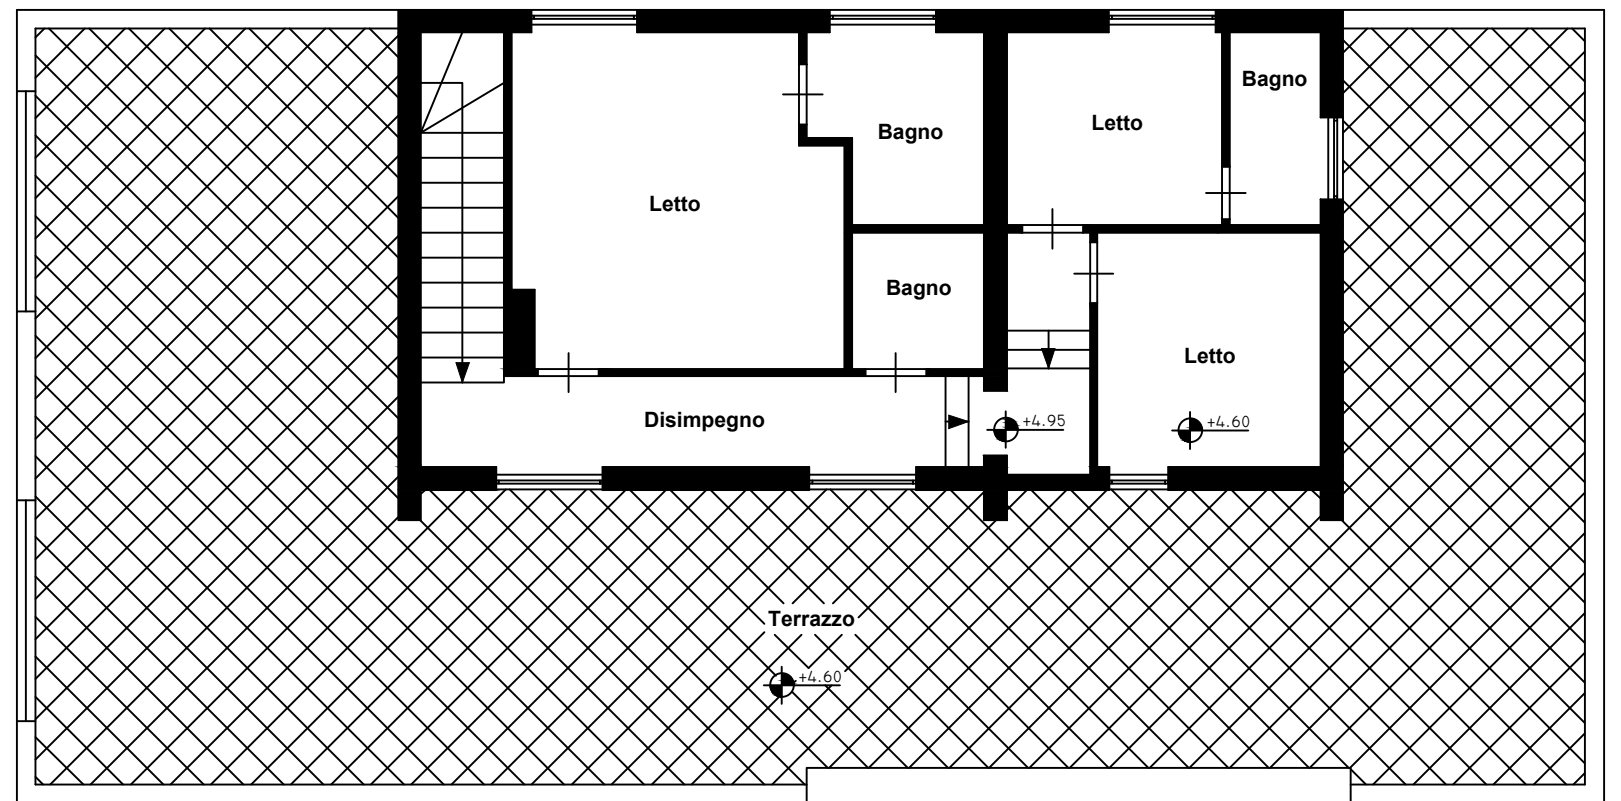 Bagno
Letto
Bagno
Letto
Bagno
Letto
Disimpegno
+4.95
+4.60
Terrazzo
+4.60